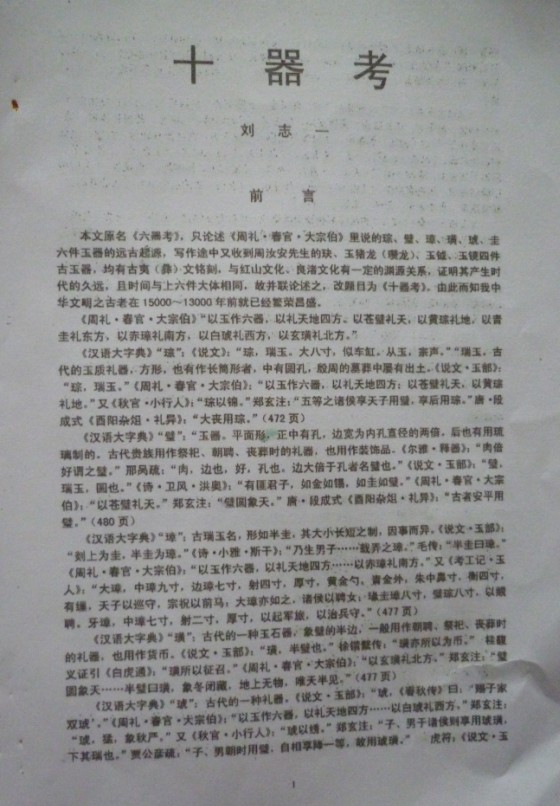 十 器 考
刘 志 一
前 言
本文原名《六器考》，只论述《周礼·春官·大宗伯》里说的琮、璧、璋、璜、琥、圭
六件玉器的远古起源，写作途中又收到周汝安先生的玦、玉猪龙（璎龙）、玉钺、玉镜四件
古玉器，均有古夷（彝）文铭刻，与红山文化、良渚文化有一定的渊源关系，证明其产生时
代的久远，且时间与上六件大体相同，故并联论述之，改题目为《十器考》。由此而知我中
华文明之古老在 15000～13000 年前就已经繁荣昌盛。
《周礼·春官·大宗伯》“以玉作六器，以礼天地四方。以苍璧礼天，以黄琮礼地，以青
圭礼东方，以赤璋礼南方，以白琥礼西方，以玄璜礼北方。”
《汉语大字典》“琮”：《说文》：“琮，瑞玉，大八寸，似车釭。从玉，宗声。”“瑞玉，古
代的玉质礼器，方形，也有作长筒形者，中有圆孔，殷周的墓葬中屡有出土。《说文·玉部》：
“琮，瑞玉。”《周礼·春官·大宗伯》：“以玉作六器，以礼天地四方：以苍璧礼天，以黄琮
礼地。”又《秋官·小行人》：“琮以锦。”郑玄注：“五等之诸侯享天子用璧，享后用琮。”唐·段
成式《酉阳杂俎·礼异》：“大丧用琮。”（472 页）
《汉语大字典》“璧”：“玉器，平面形，正中有孔，边宽为内孔直径的两倍，后也有用琉
璃制的。古代贵族用作祭祀、朝聘、丧葬时的礼器，也用作装饰品。《尔雅·释器》：“肉倍
好谓之璧。”邢昺疏：“肉，边也，好，孔也，边大倍于孔者名璧也。”《说文·玉部》：“璧，
瑞玉，圆也。”《诗·卫风·淇奥》：“有匪君子，如金如锡，如圭如璧。”《周礼·春官·大宗
伯》：“以苍璧礼天。”郑玄注：“璧圆象天。”唐·段成式《酉阳杂俎·礼异》：“古者安平用
璧。”（480 页）
《汉语大字典》“璋”：古瑞玉名，形如半圭，其大小长短之制，因事而异。《说文·玉部》：
“剡上为圭，半圭为璋。”《诗·小雅·斯干》：“乃生男子……载弄之璋。”毛传：“半圭曰璋。”
《周礼·春官·大宗伯》：“以玉作六器，以礼天地四方……以赤璋礼南方。”又《考工记·玉
人》：“大璋、中璋九寸，边璋七寸，射四寸，厚寸，黄金勺，青金外，朱中鼻寸，衡四寸，
有缫，天子以巡守，宗祝以前马，大璋亦如之，诸侯以聘女；瑑圭璋八寸，璧琮八寸，以覜
聘。牙璋、中璋七寸，射二寸，厚寸，以起军旅，以治兵守。”（477 页）
《汉语大字典》“璜”：古代的一种玉石器，象璧的半边，一般用作朝聘、祭祀、丧葬时
的礼器，也用作货币。《说文·玉部》：“璜，半璧也。”徐锴系传：“璜亦所以为币。” 桂馥
义证引《白虎通》：“璜所以征召。”《周礼·春官·大宗伯》：“以玄璜礼北方。”郑玄注：“璧
圆象天……半璧曰璜，象冬闭藏，地上无物，唯天半见。”（477 页）
《汉语大字典》“琥”：古代的一种礼器，《说文·玉部》：“琥，《春秋传》曰：‘赐子家
双琥’。”《周礼·春官·大宗伯》：“以玉作六器，以礼天地四方……以白琥礼西方。”郑玄注：
“琥，猛，象秋严。”又《秋官·小行人》：“琥以绣。”郑玄注：“子、男于诸侯则享用琥璜，
下其瑞也。”贾公彦疏：“子、男朝时用璧，自相享降一等，故用琥璜。” 虎符：《说文·玉
1